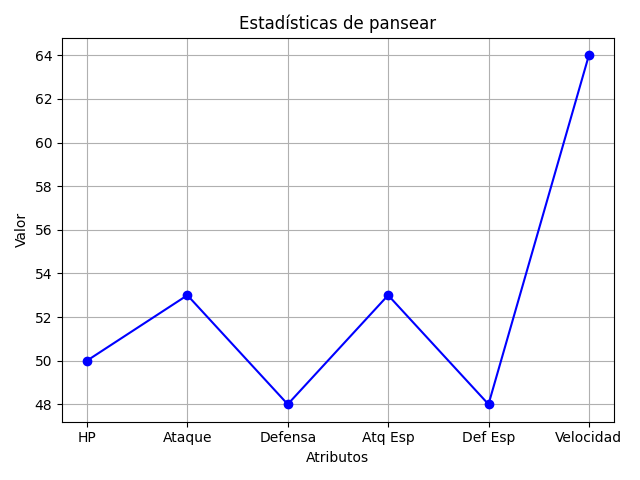 Estadísticas de pansear
Valor
64
62
60
58
56
54
52
50
48
HP Ataque Defensa Atq Esp Def Esp Velocidad
Atributos